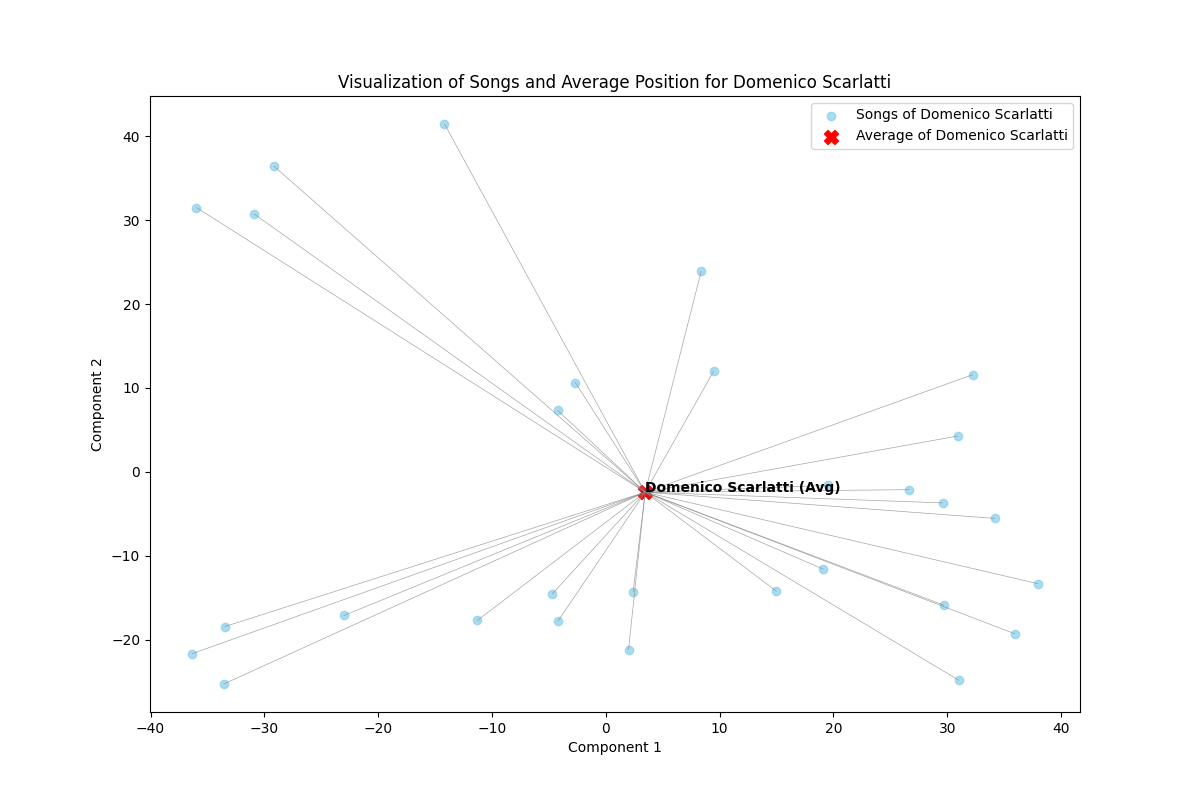 Visualization of Songs and Average Position for Domenico Scarlatti
Songs of Domenico Scarlatti
Average of Domenico Scarlatti
40
30
20
10
0
−10
−20
Component 2
Domenico Scarlatti (Avg)
−40 −30 −20 −10 0 10 20 30 40
Component 1